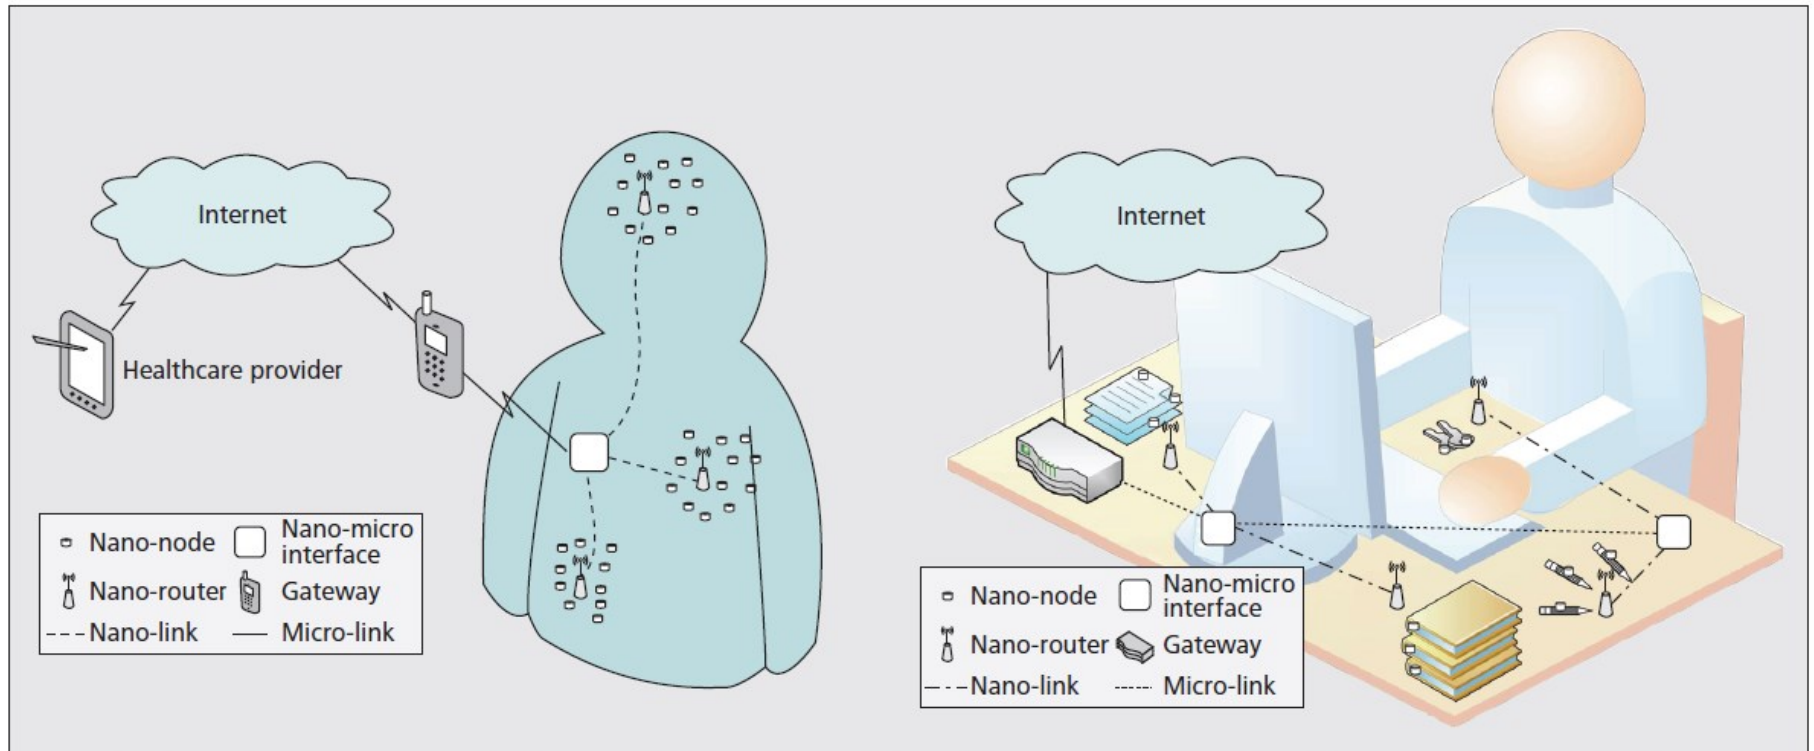 Internet
Healthcare provider
Nano-node
Nano-micro
interface
Nano-router
Gateway
Nano-link
Micro-link
Internet
Nano-node
Nano-micro
interface
Nano-router
Gateway
Nano-link
Micro-link